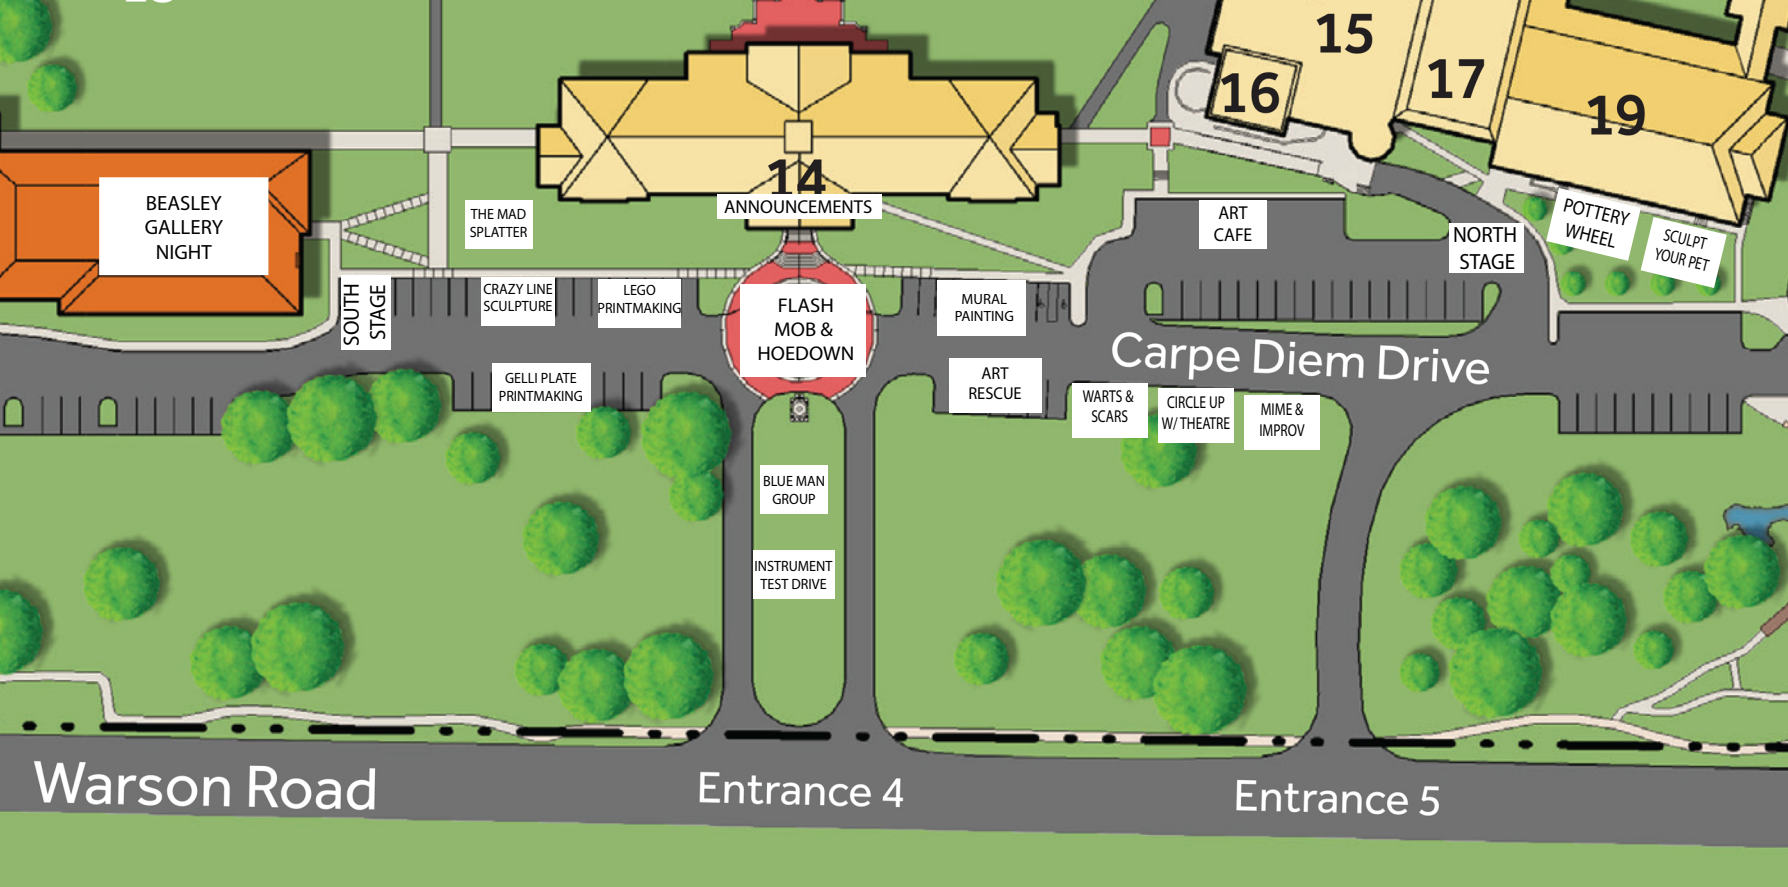 15
16
17
19
14
ANNOUNCEMENTS
BEASLEY
GALLERY
NIGHT
THE MAD
SPLATTER
ART
CAFE
NORTH
STAGE
POTTERY
WHEEL
SCULPT
YOUR PET
SOUTH
STAGE
CRAZY LINE
SCULPTURE
LEGO
PRINTMAKING
FLASH
MOB &
HOEDOWN
MURAL
PAINTING
Carpe Diem Drive
GELLI PLATE
PRINTMAKING
ART
RESCUE
WARTS &
SCARS
CIRCLE UP
W/ THEATRE
MIME &
IMPROV
BLUE MAN
GROUP
INSTRUMENT
TEST DRIVE
Warson Road
Entrance 4
Entrance 5